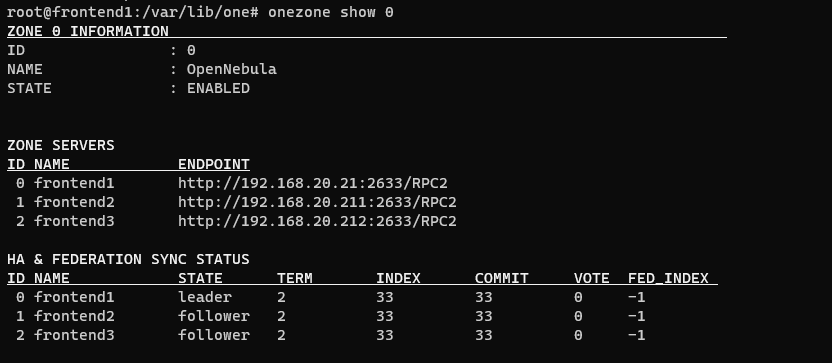 root@frontend1:/var/lib/one# onezone show 0
ZONE 0 INFORMATION
ID                : 0
NAME              : OpenNebula
STATE             : ENABLED
ZONE SERVERS
ID NAME            ENDPOINT
 0 frontend1       http://192.168.20.21:2633/RPC2
 1 frontend2       http://192.168.20.211:2633/RPC2
 2 frontend3       http://192.168.20.212:2633/RPC2
HA & FEDERATION SYNC STATUS
ID NAME            STATE      TERM       INDEX      COMMIT     VOTE  FED_INDEX
 0 frontend1       leader     2          33         33         0     -1
 1 frontend2       follower   2          33         33         0     -1
 2 frontend3       follower   2          33         33         0     -1